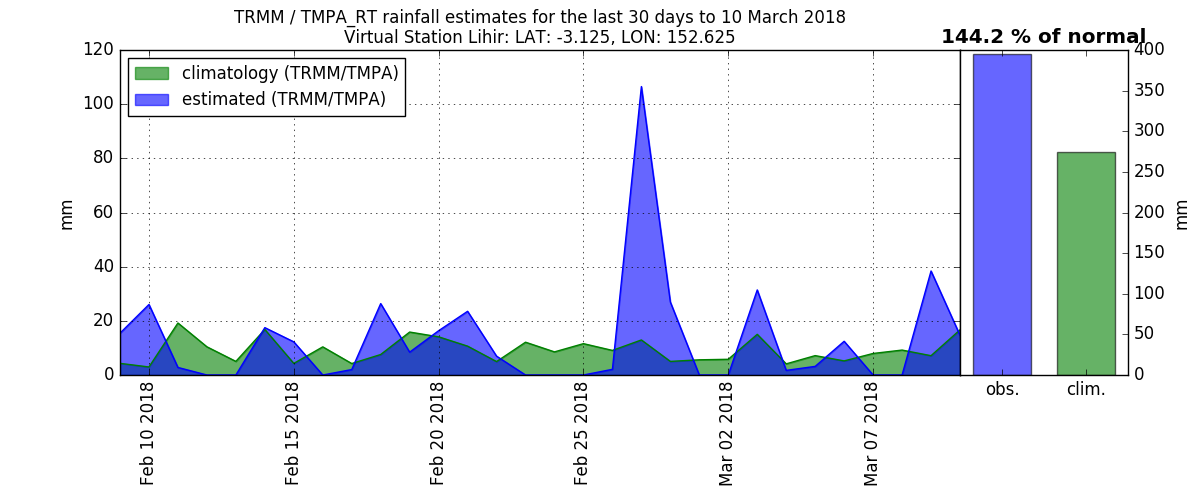 TRMM / TMPA_RT rainfall estimates for the last 30 days to 10 March 2018
Virtual Station Lihir: LAT: -3.125, LON: 152.625
144.2 % of normal
climatology (TRMM/TMPA)
estimated (TRMM/TMPA)
mm
120
100
80
60
40
20
0
Feb 10 2018
Feb 15 2018
Feb 20 2018
Feb 25 2018
Mar 02 2018
Mar 07 2018
400
350
300
250
200
150
100
50
0
mm
obs.
clim.